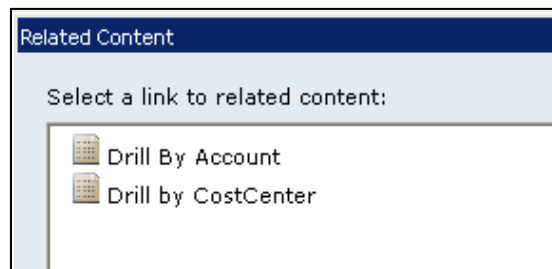 Related Content
Select a link to related content:
Drill By Account
Drill by CostCenter